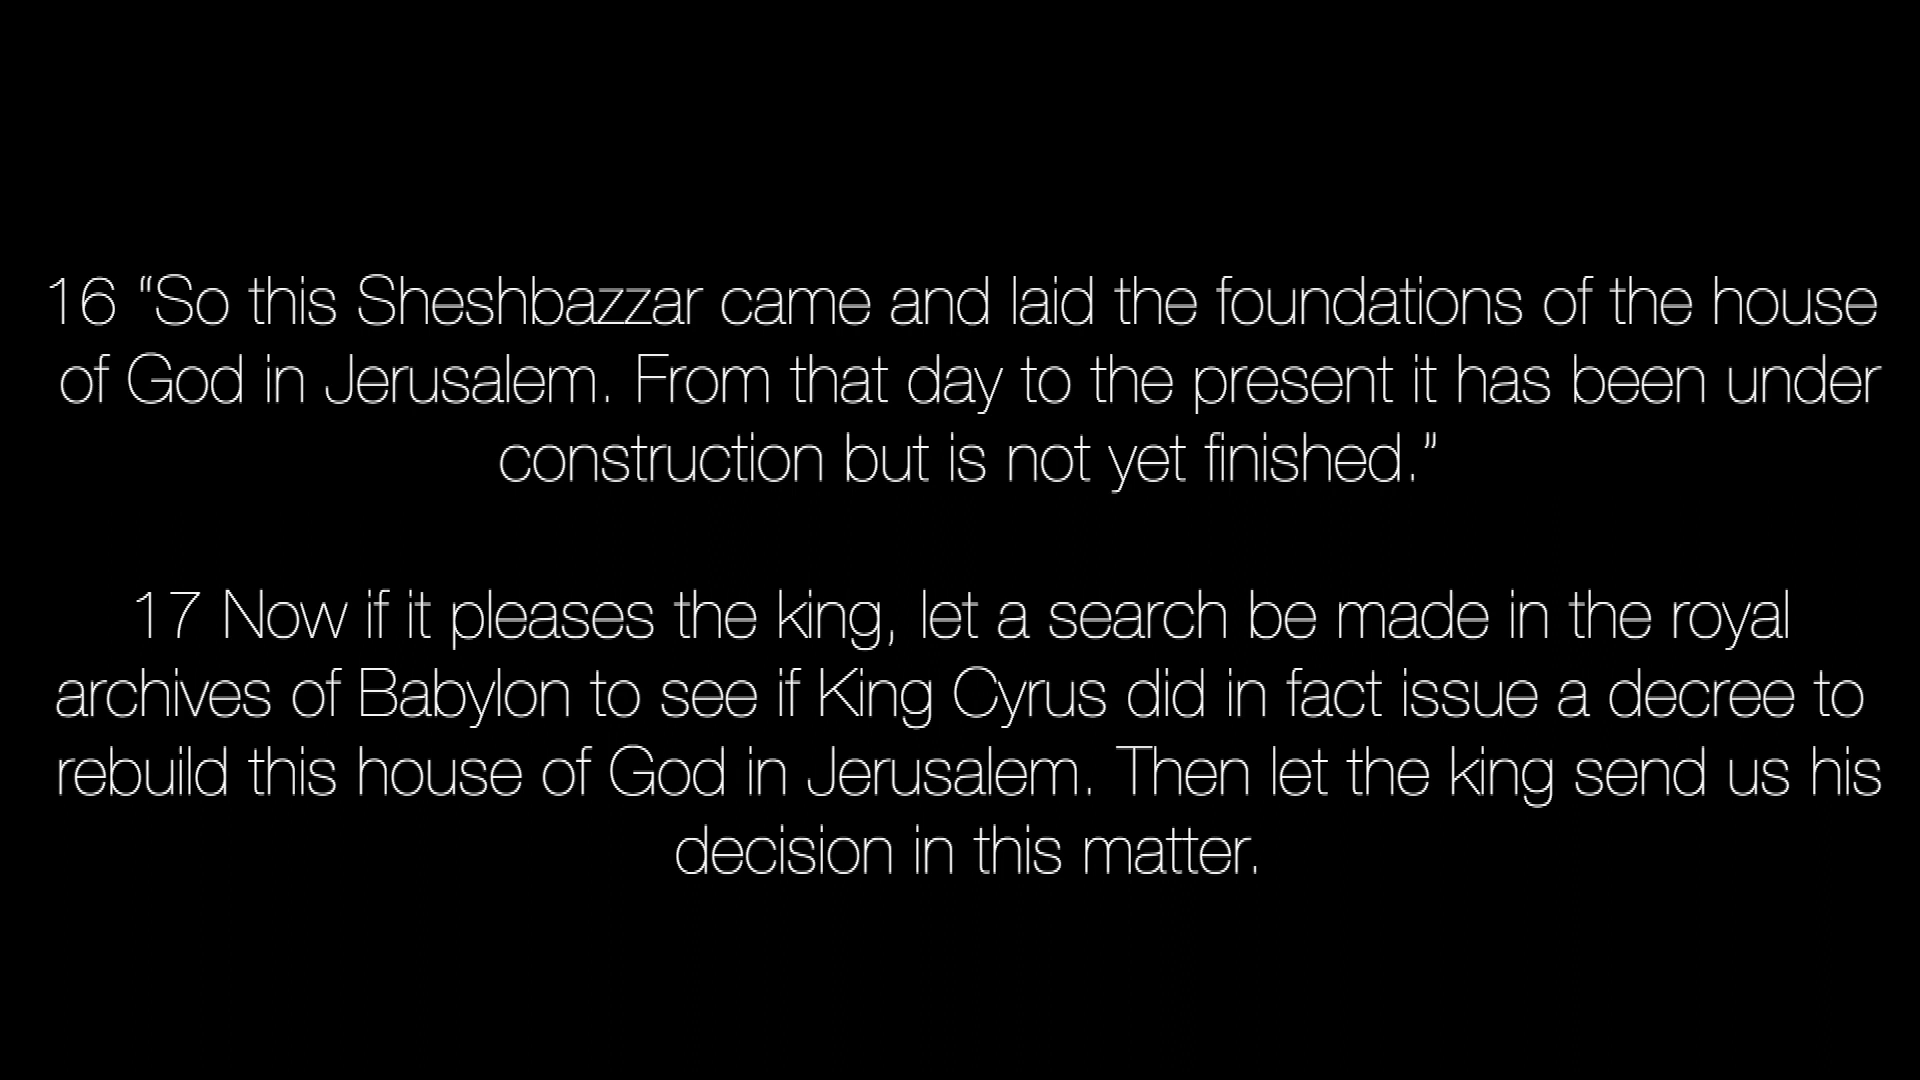 16 “So this Sheshbazzar came and laid the foundations of the house
of God in Jerusalem. From that day to the present it has been under
construction but is not yet finished.”
17 Now if it pleases the king, let a search be made in the royal
archives of Babylon to see if King Cyrus did in fact issue a decree to
rebuild this house of God in Jerusalem. Then let the king send us his
decision in this matter.